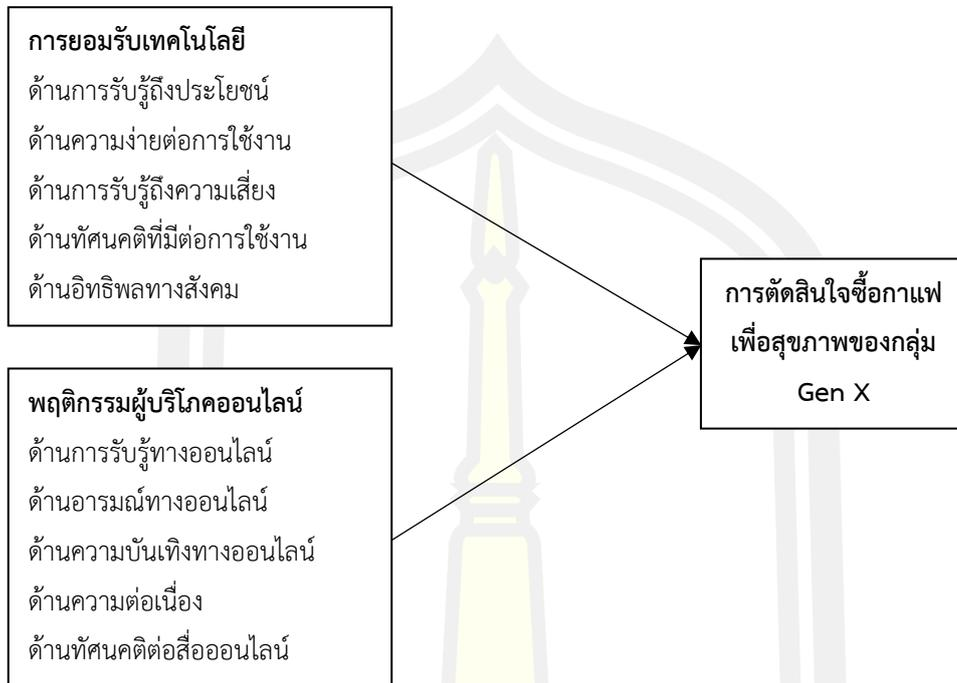 การยอมรับเทคโนโลยี
ด้านการรับรู้ถึงประโยชน์
ด้านความง่ายต่อการใช้งาน
ด้านการรับรู้ถึงความเสี่ยง
ด้านทัศนคติที่มีต่อการใช้งาน
ด้านอิทธิพลทางสังคม
พฤติกรรมผู้บริโภคออนไลน์
ด้านการรับรู้ทางออนไลน์
ด้านอารมณ์ทางออนไลน์
ด้านความบันเทิงทางออนไลน์
ด้านความต่อเนื่อง
ด้านทัศนคติต่อสื่อออนไลน์
การตัดสินใจซื้อกาแฟ
เพื่อสุขภาพของกลุ่ม
Gen X